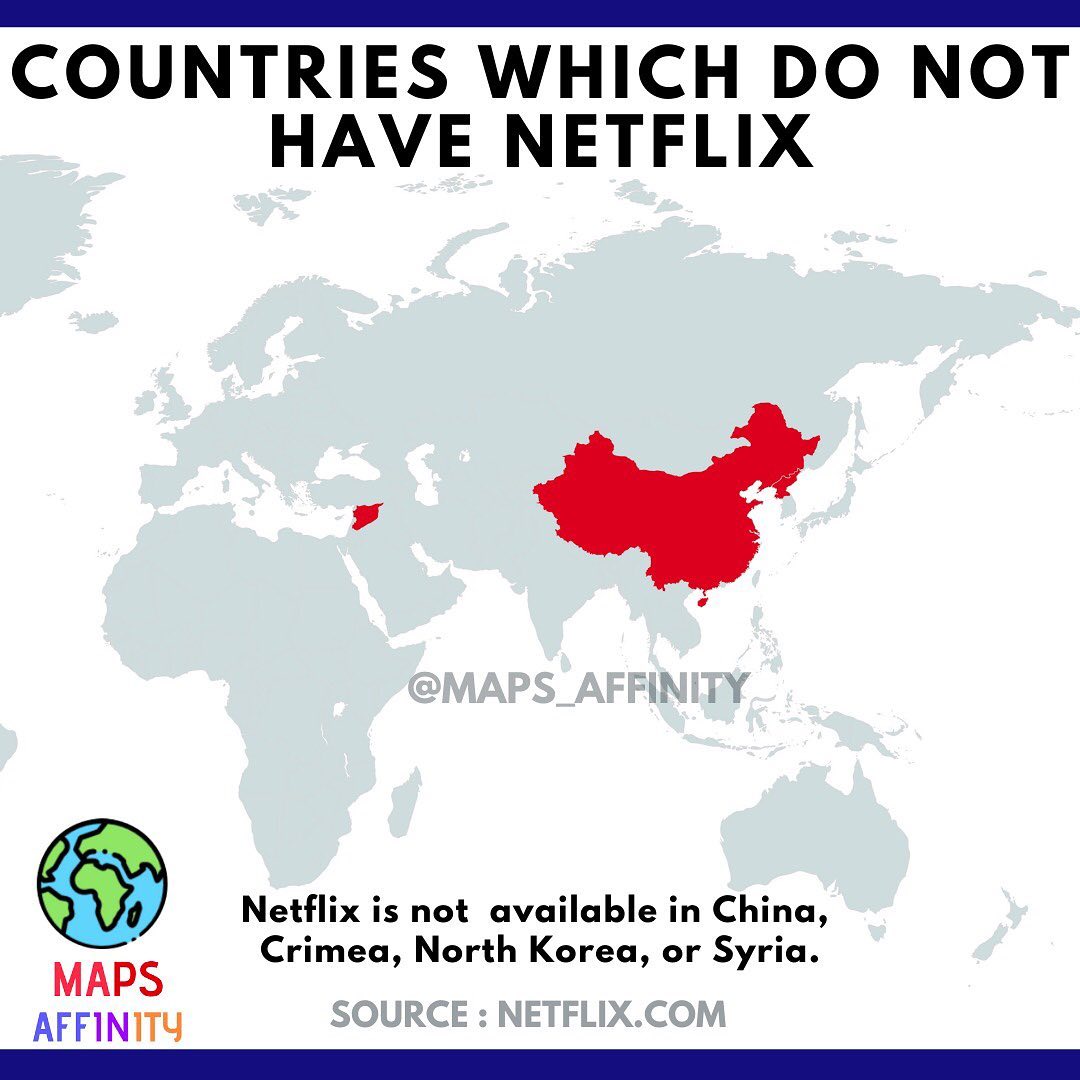 COUNTRIES WHICH DO NOT
HAVE NETFLIX
@MAPS_AFFINITY
Netflix is not  available in China,
Crimea, North Korea, or Syria.
MAPS
AFF1N1TY
SOURCE : NETFLIX.COM